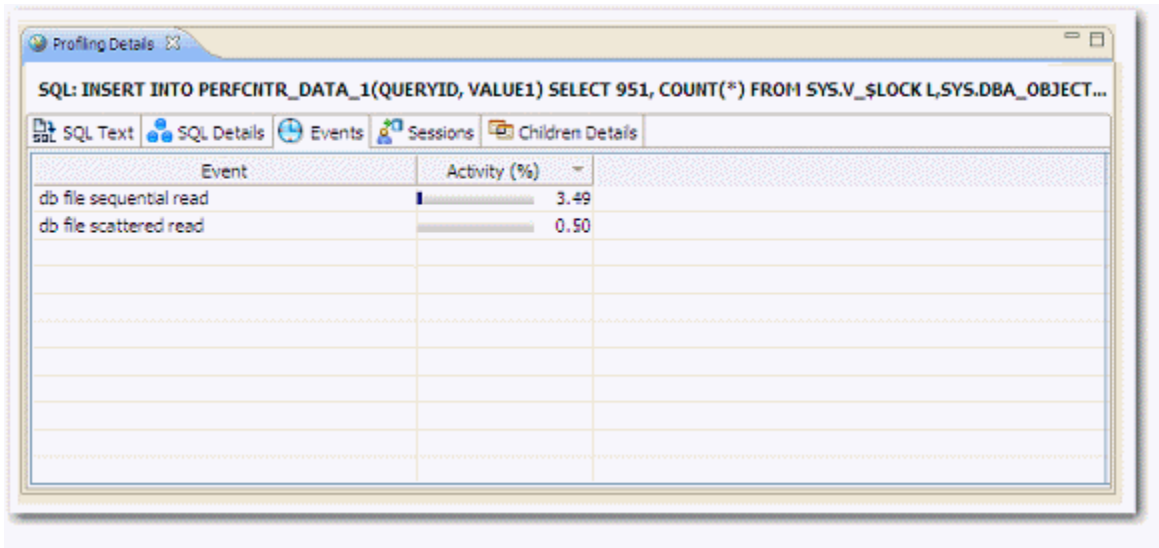 Profiling Details
SQL: INSERT INTO PERFCNTR_DATA_1(QUERYID, VALUE1) SELECT 951, COUNT(*) FROM SYS.V_$LOCK L,SYS.DBA_OBJECT...
SQL Text SQL Details Events Sessions Children Details
Event Activity (%)
db file sequential read 3.49
db file scattered read 0.50